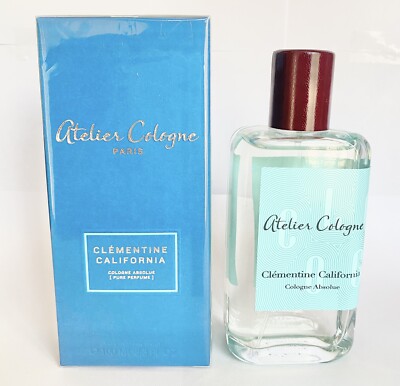 Atelier Cologne
PARIS
CLÉMENTINE
CALIFORNIA
COLOGNE ABSOLUE
[ PURE PERFUME ]
Atelier Cologne
Clémentine California
Cologne Absolue